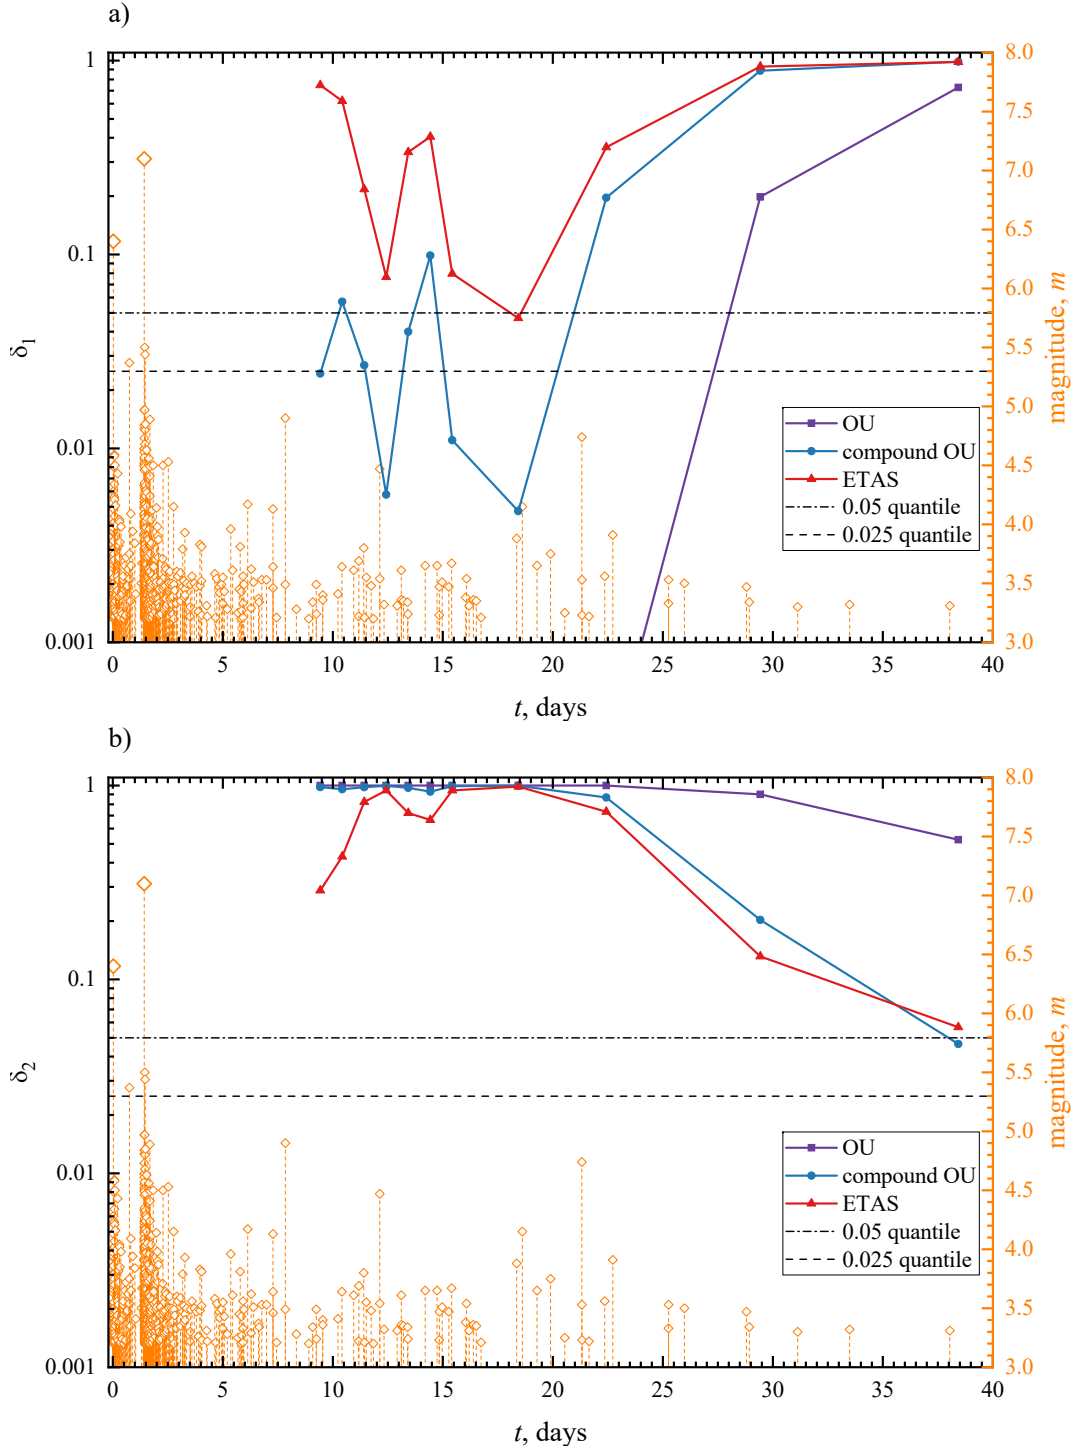 a)
1
0.1
0.01
0.001
δ1
8.0
7.5
7.0
6.5
6.0
5.5
5.0
4.5
4.0
3.5
3.0
magnitude, m
OU
compound OU
ETAS
0.05 quantile
0.025 quantile
0 5 10 15 20 25 30 35 40
t, days
b)
1
0.1
0.01
0.001
δ2
8.0
7.5
7.0
6.5
6.0
5.5
5.0
4.5
4.0
3.5
3.0
magnitude, m
OU
compound OU
ETAS
0.05 quantile
0.025 quantile
0 5 10 15 20 25 30 35 40
t, days